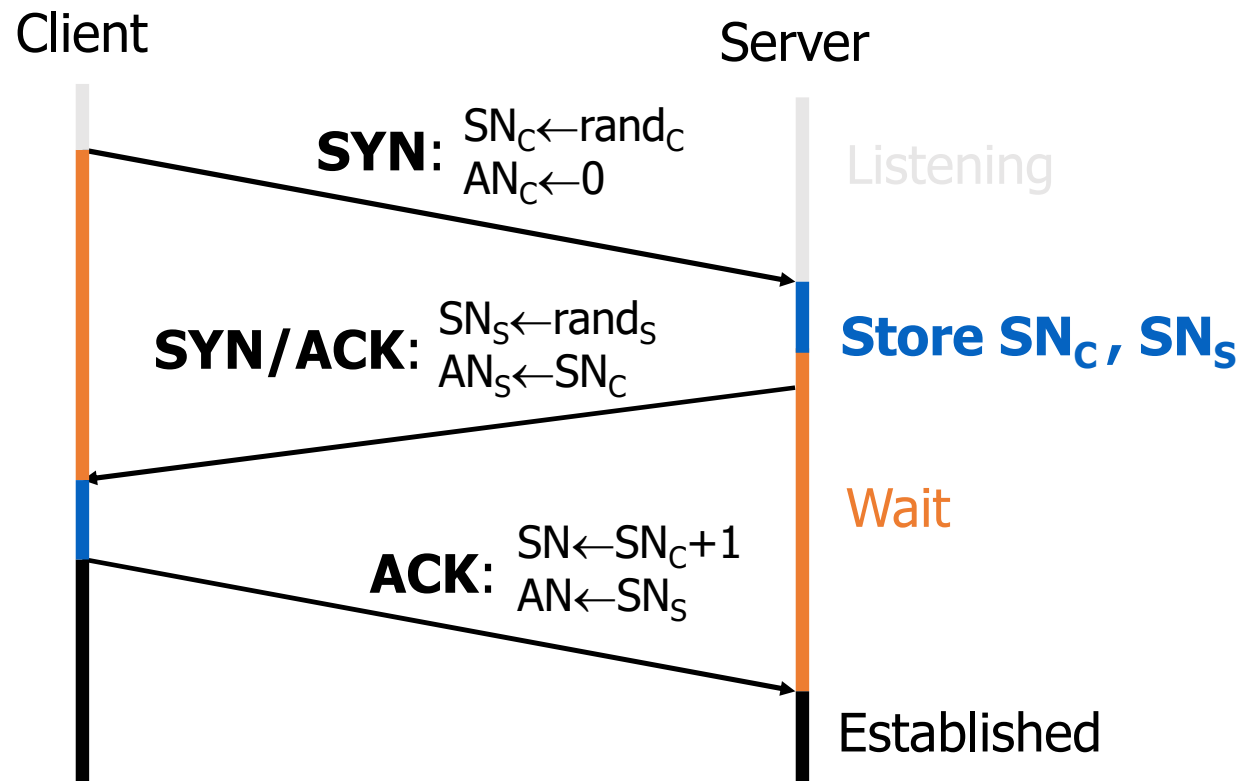 Client
Server
SYN: SN_C←rand_C
AN_C←0
Listening
SYN/ACK: SN_S←rand_S
AN_S←SN_C
Store SN_C , SN_S
Wait
ACK: SN←SN_C+1
AN←SN_S
Established